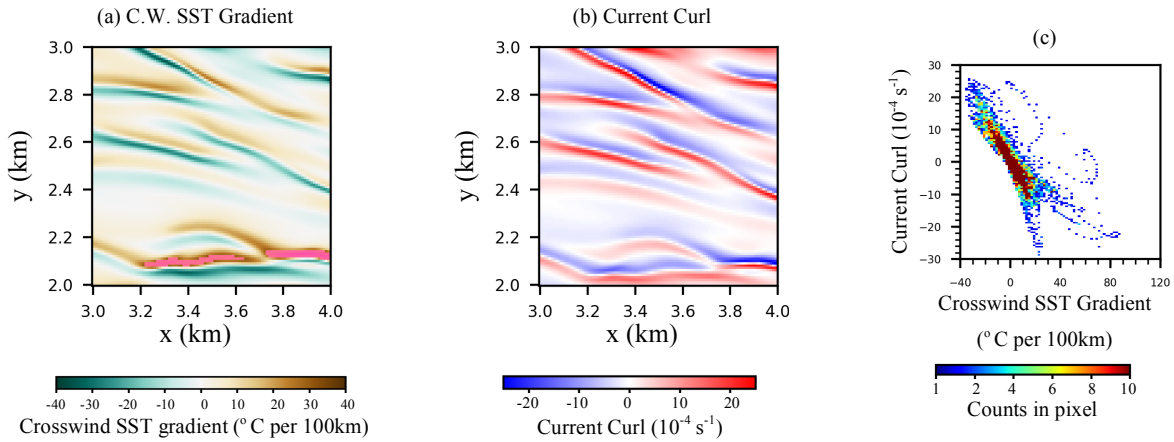 (a) C.W. SST Gradient
3.0
2.8
2.6
2.4
2.2
2.0
y (km)
3.0 3.2 3.4 3.6 3.8 4.0
x (km)
-40 -30 -20 -10 0 10 20 30 40
Crosswind SST gradient (° C per 100km)
(b) Current Curl
3.0
2.8
2.6
2.4
2.2
2.0
y (km)
3.0 3.2 3.4 3.6 3.8 4.0
x (km)
-20 -10 0 10 20
Current Curl (10⁻⁴ s⁻¹)
(c)
30
20
10
0
-10
-20
-30
Current Curl (10⁻⁴ s⁻¹)
-40 0 40 80 120
Crosswind SST Gradient
(° C per 100km)
1 2 4 6 8 10
Counts in pixel